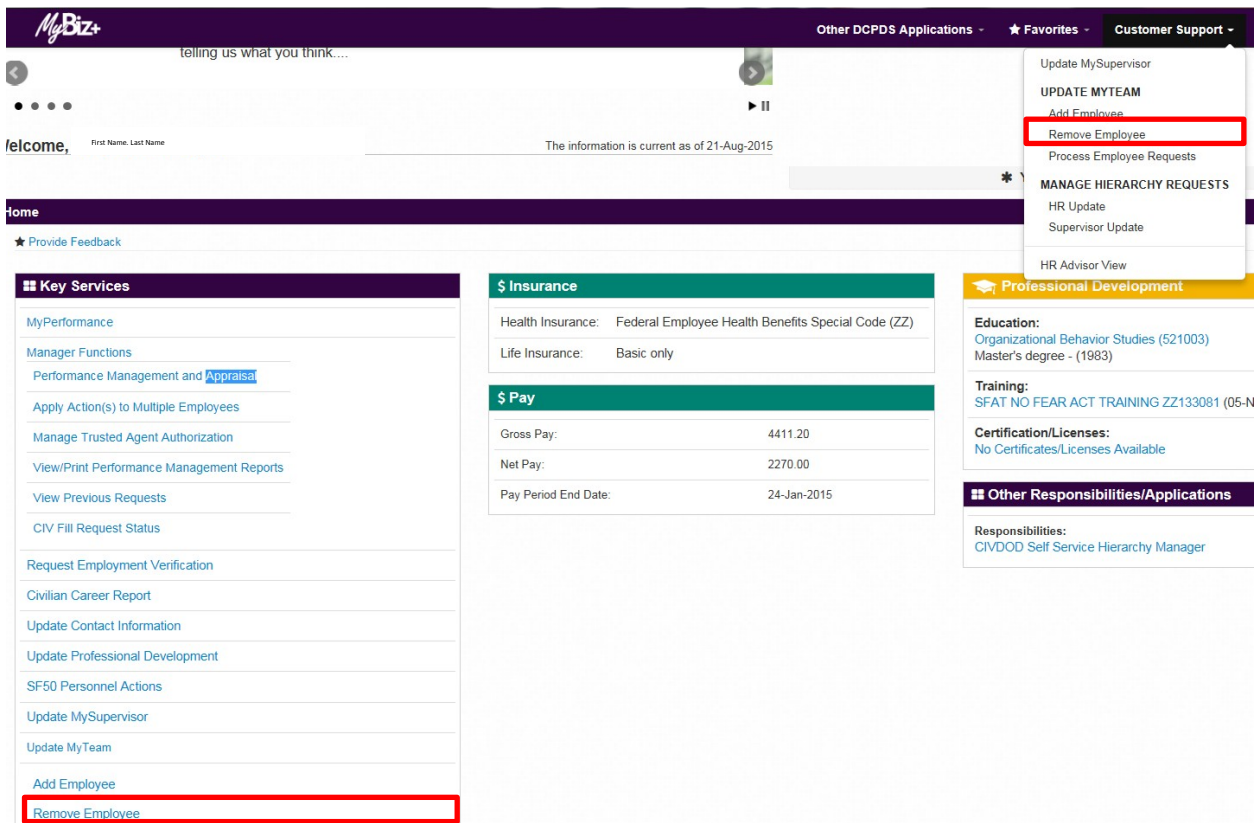 MyBiz+
Other DCPDS Applications
Favorites
Customer Support
telling us what you think....
Update MySupervisor
UPDATE MYTEAM
Add Employee
Remove Employee
Process Employee Requests
MANAGE HIERARCHY REQUESTS
HR Update
Supervisor Update
HR Advisor View
elcome, First Name. Last Name
The information is current as of 21-Aug-2015
Home
Provide Feedback
Key Services
MyPerformance
Manager Functions
Performance Management and Appraisal
Apply Action(s) to Multiple Employees
Manage Trusted Agent Authorization
View/Print Performance Management Reports
View Previous Requests
CIV Fill Request Status
Request Employment Verification
Civilian Career Report
Update Contact Information
Update Professional Development
SF50 Personnel Actions
Update MySupervisor
Update MyTeam
Add Employee
Remove Employee
$ Insurance
Health Insurance: Federal Employee Health Benefits Special Code (ZZ)
Life Insurance: Basic only
$ Pay
Gross Pay: 4411.20
Net Pay: 2270.00
Pay Period End Date: 24-Jan-2015
Professional Development
Education:
Organizational Behavior Studies (521003)
Master's degree - (1983)
Training:
SFAT NO FEAR ACT TRAINING ZZ133081 (05-N
Certification/Licenses:
No Certificates/Licenses Available
Other Responsibilities/Applications
Responsibilities:
CIVDOD Self Service Hierarchy Manager